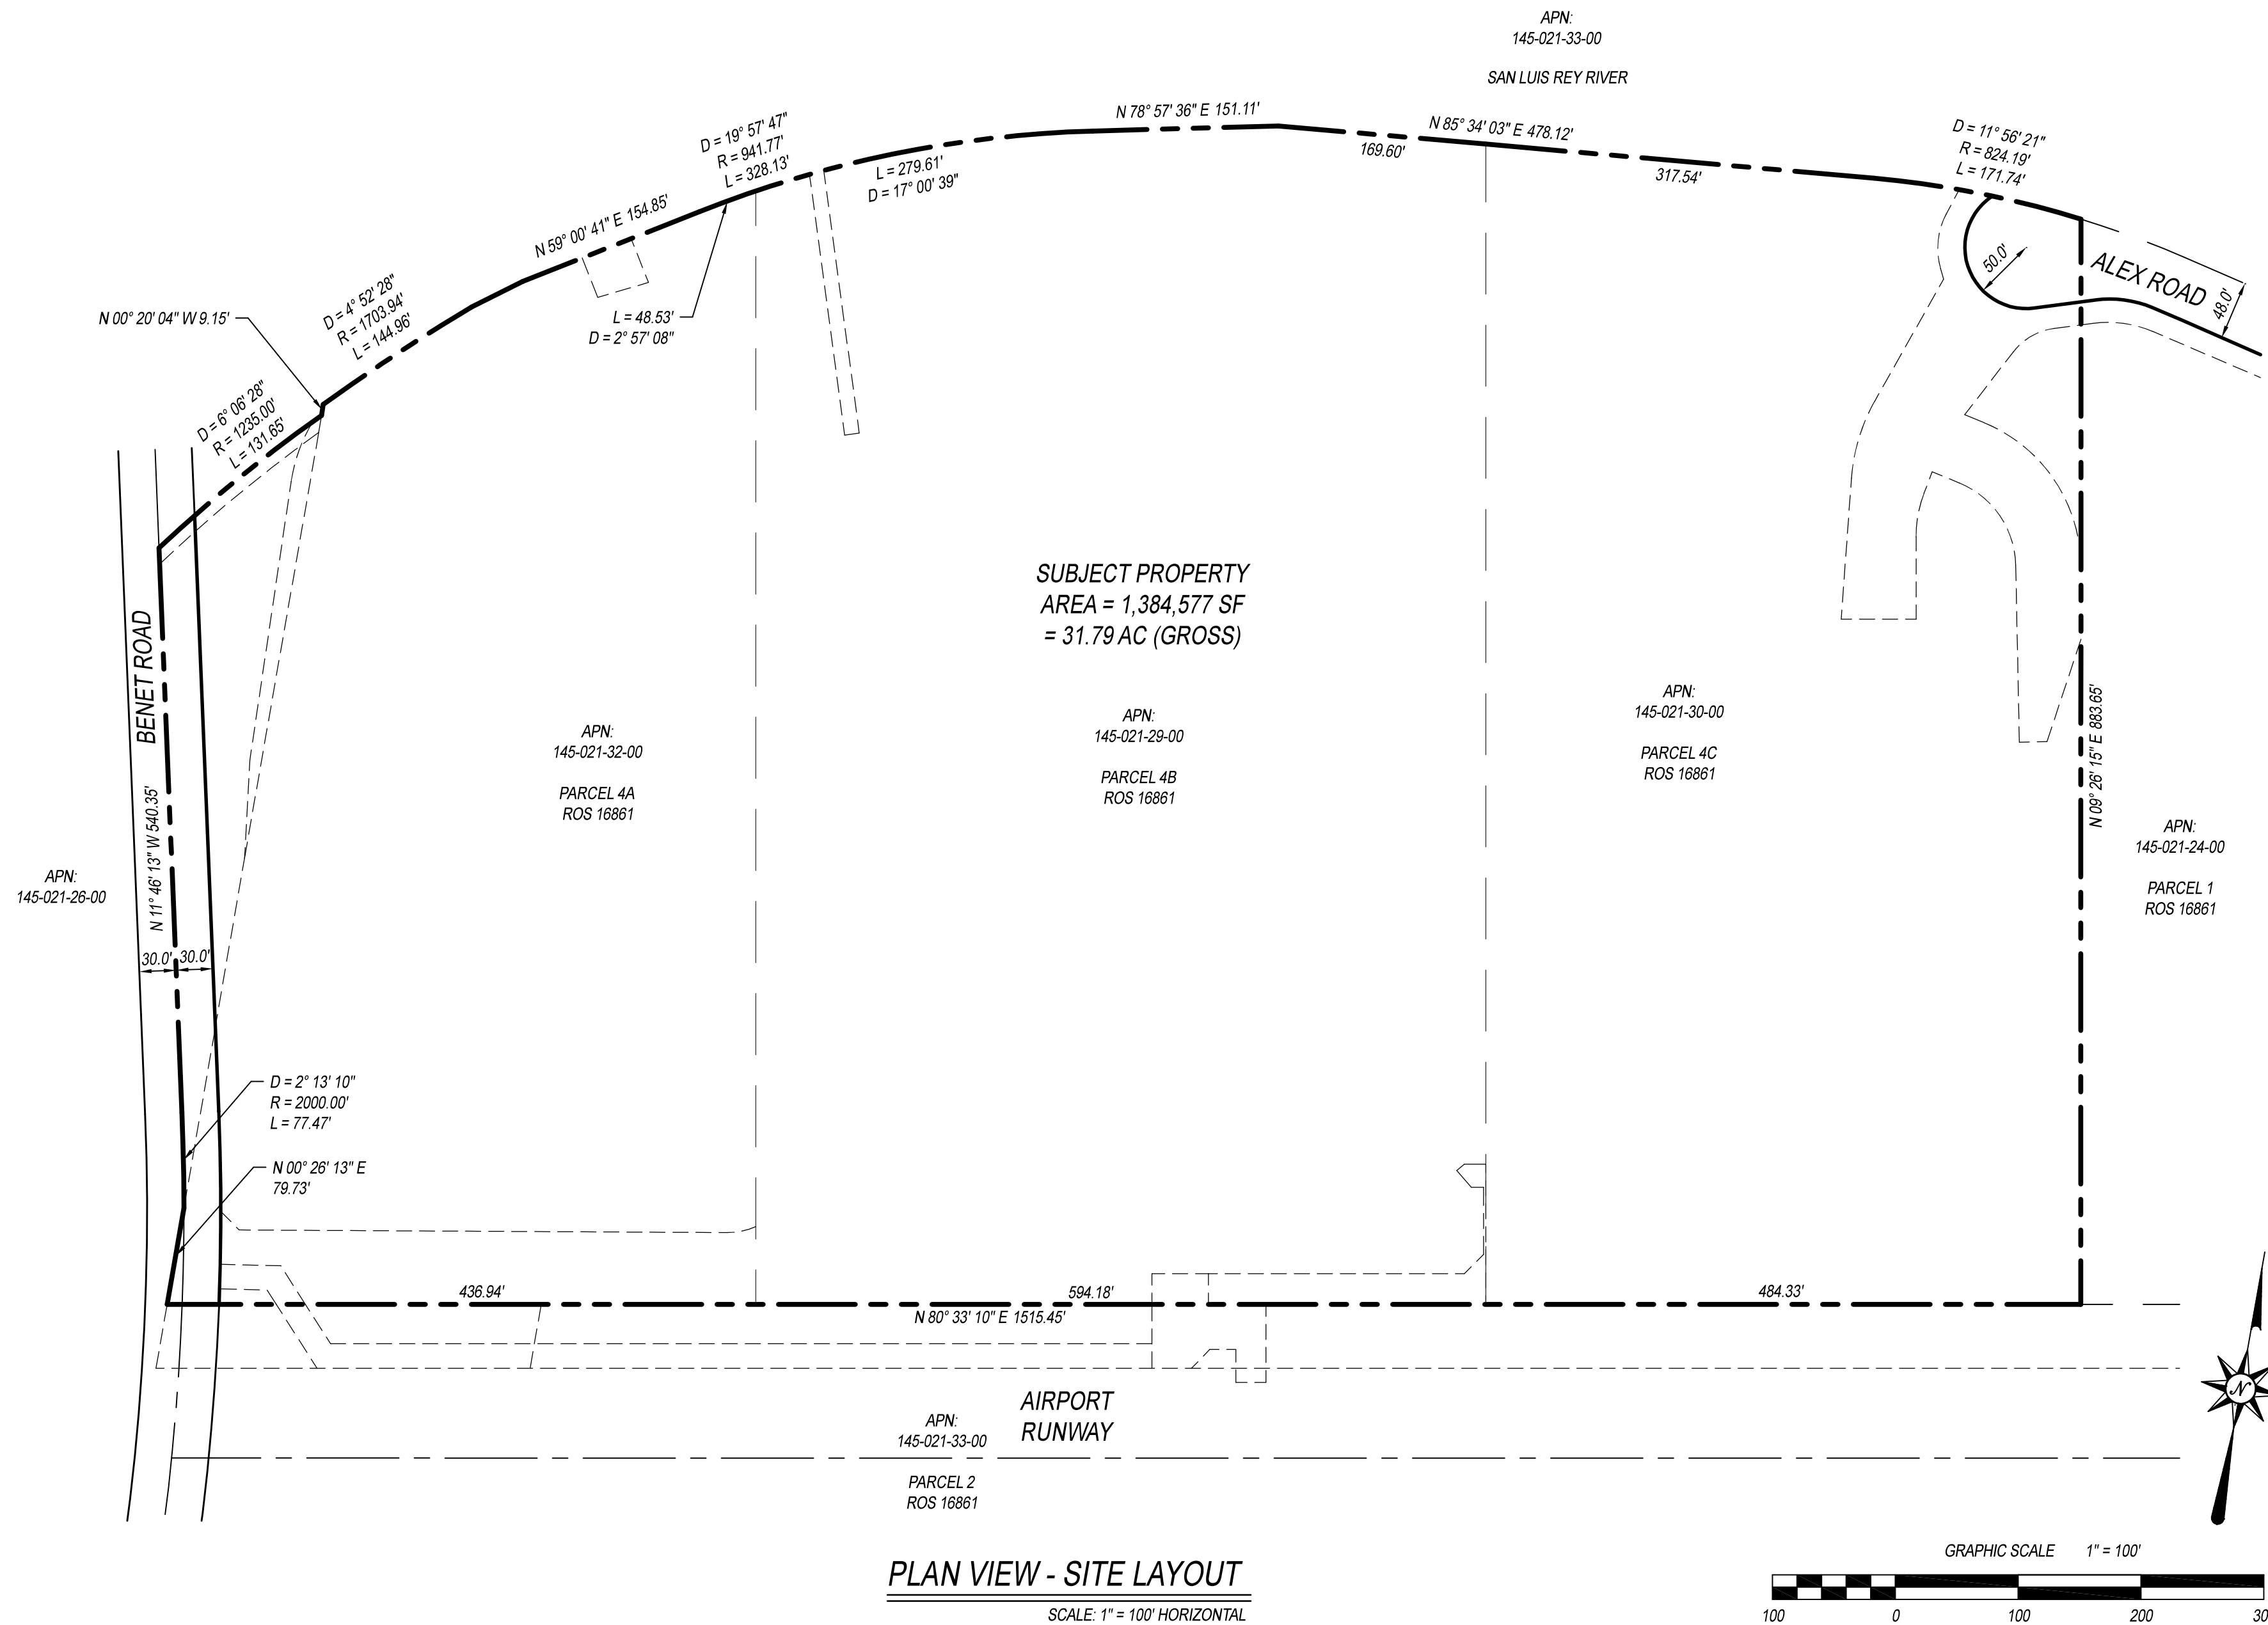 APN:
145-021-33-00
SAN LUIS REY RIVER
N 78° 57' 36" E 151.11'
N 85° 34' 03" E 478.12'
169.60'
317.54'
D = 11° 56' 21"
R = 824.19'
L = 171.74'
D = 19° 57' 47"
R = 941.77'
L = 328.13'
L = 279.61'
D = 17° 00' 39"
N 59° 00' 41" E 154.85'
L = 48.53'
D = 2° 57' 08"
D = 4° 52' 28"
R = 1703.94'
L = 144.96'
N 00° 20' 04" W 9.15'
D = 6° 06' 28"
R = 1235.00'
L = 131.65'
50.0'
ALEX ROAD
48.0'
SUBJECT PROPERTY
AREA = 1,384,577 SF
= 31.79 AC (GROSS)
BENET ROAD
N 11° 46' 13" W 540.35'
30.0'
30.0'
APN:
145-021-26-00
APN:
145-021-32-00
PARCEL 4A
ROS 16861
APN:
145-021-29-00
PARCEL 4B
ROS 16861
APN:
145-021-30-00
PARCEL 4C
ROS 16861
N 09° 26' 15" E 883.65'
APN:
145-021-24-00
PARCEL 1
ROS 16861
D = 2° 13' 10"
R = 2000.00'
L = 77.47'
N 00° 26' 13" E
79.73'
436.94'
594.18'
484.33'
N 80° 33' 10" E 1515.45'
AIRPORT
RUNWAY
APN:
145-021-33-00
PARCEL 2
ROS 16861
N
PLAN VIEW - SITE LAYOUT
SCALE: 1" = 100' HORIZONTAL
GRAPHIC SCALE 1" = 100'
100 0 100 200 30